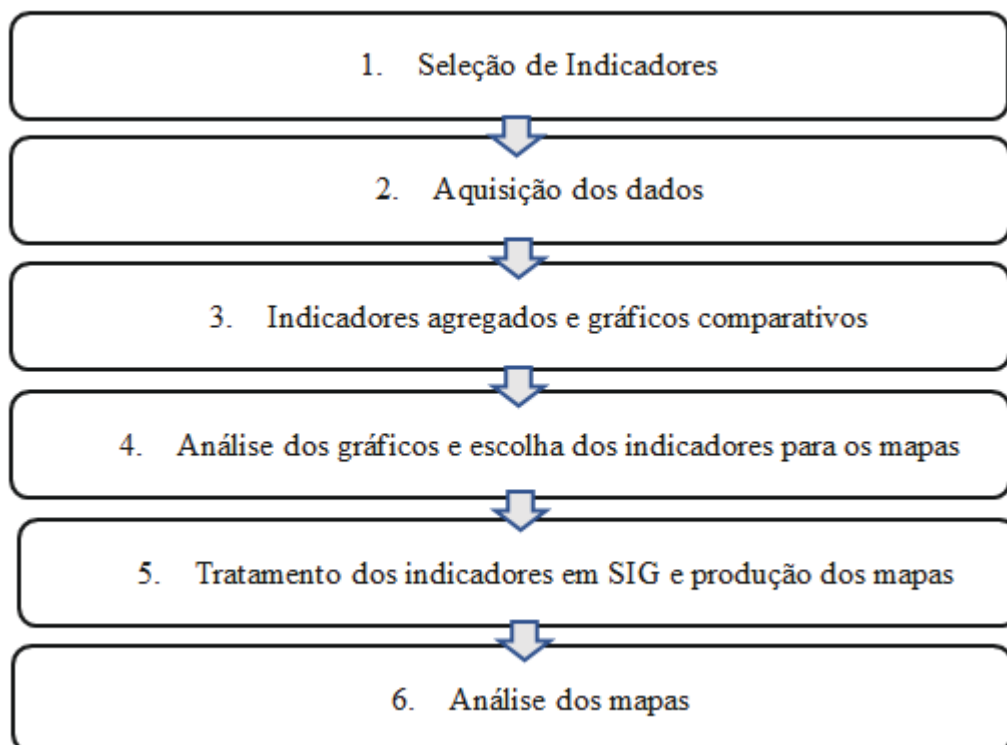 1. Seleção de Indicadores
2. Aquisição dos dados
3. Indicadores agregados e gráficos comparativos
4. Análise dos gráficos e escolha dos indicadores para os mapas
5. Tratamento dos indicadores em SIG e produção dos mapas
6. Análise dos mapas